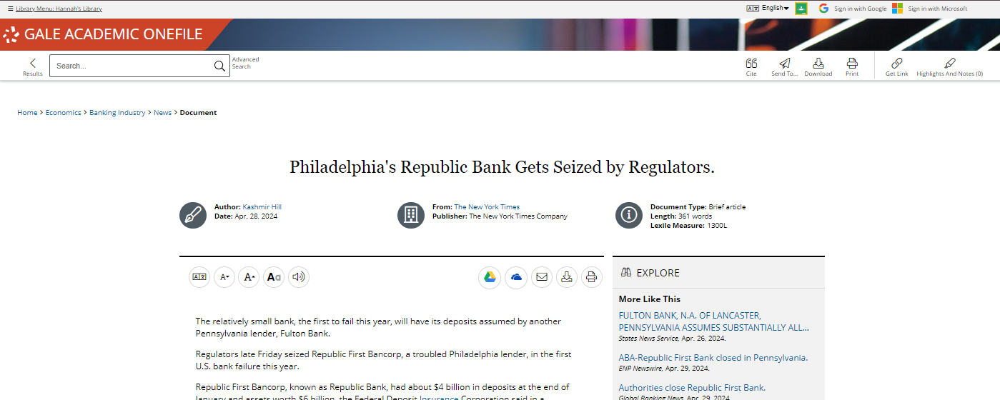 Library Menu: Hannah's Library
English
Sign in with Google
Sign in with Microsoft
GALE ACADEMIC ONEFILE
Results
Search...
Advanced
Search
Cite
Send To...
Download
Print
Get Link
Highlights And Notes (0)
Home > Economics > Banking Industry > News > Document
Philadelphia's Republic Bank Gets Seized by Regulators.
Author: Kashmir Hill
Date: Apr. 28, 2024
From: The New York Times
Publisher: The New York Times Company
Document Type: Brief article
Length: 361 words
Lexile Measure: 1300L
A
A
Aa
The relatively small bank, the first to fail this year, will have its deposits assumed by another
Pennsylvania lender, Fulton Bank.
Regulators late Friday seized Republic First Bancorp, a troubled Philadelphia lender, in the first
U.S. bank failure this year.
Republic First Bancorp, known as Republic Bank, had about $4 billion in deposits at the end of
January and assets worth $6 billion, the Federal Deposit Insurance Corporation said in a
EXPLORE
More Like This
FULTON BANK, N.A. OF LANCASTER,
PENNSYLVANIA ASSUMES SUBSTANTIALLY ALL...
States News Service, Apr. 26, 2024.
ABA-Republic First Bank closed in Pennsylvania.
ENP Newswire, Apr. 29, 2024.
Authorities close Republic First Bank.
Global Banking News, Apr. 29, 2024.